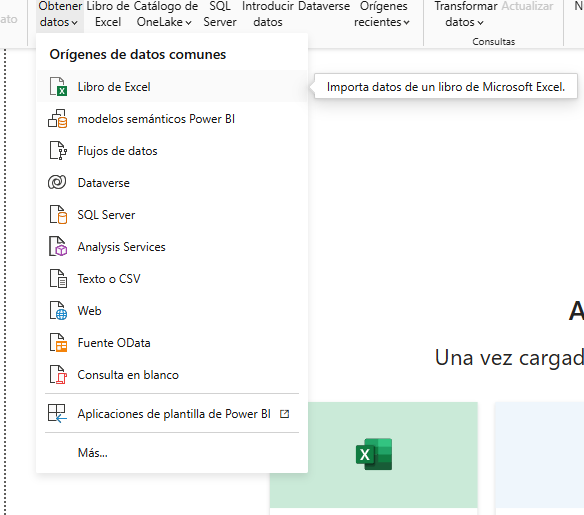 ato
Obtener datos
Libro de Excel
Catálogo de OneLake
SQL Server
Introducir datos
Dataverse
Orígenes recientes
Transformar datos
Actualizar
Consultas
Orígenes de datos comunes
Libro de Excel
Importa datos de un libro de Microsoft Excel.
modelos semánticos Power BI
Flujos de datos
Dataverse
SQL Server
Analysis Services
Texto o CSV
Web
Fuente OData
Consulta en blanco
Aplicaciones de plantilla de Power BI
Más...
A
Una vez cargad
X